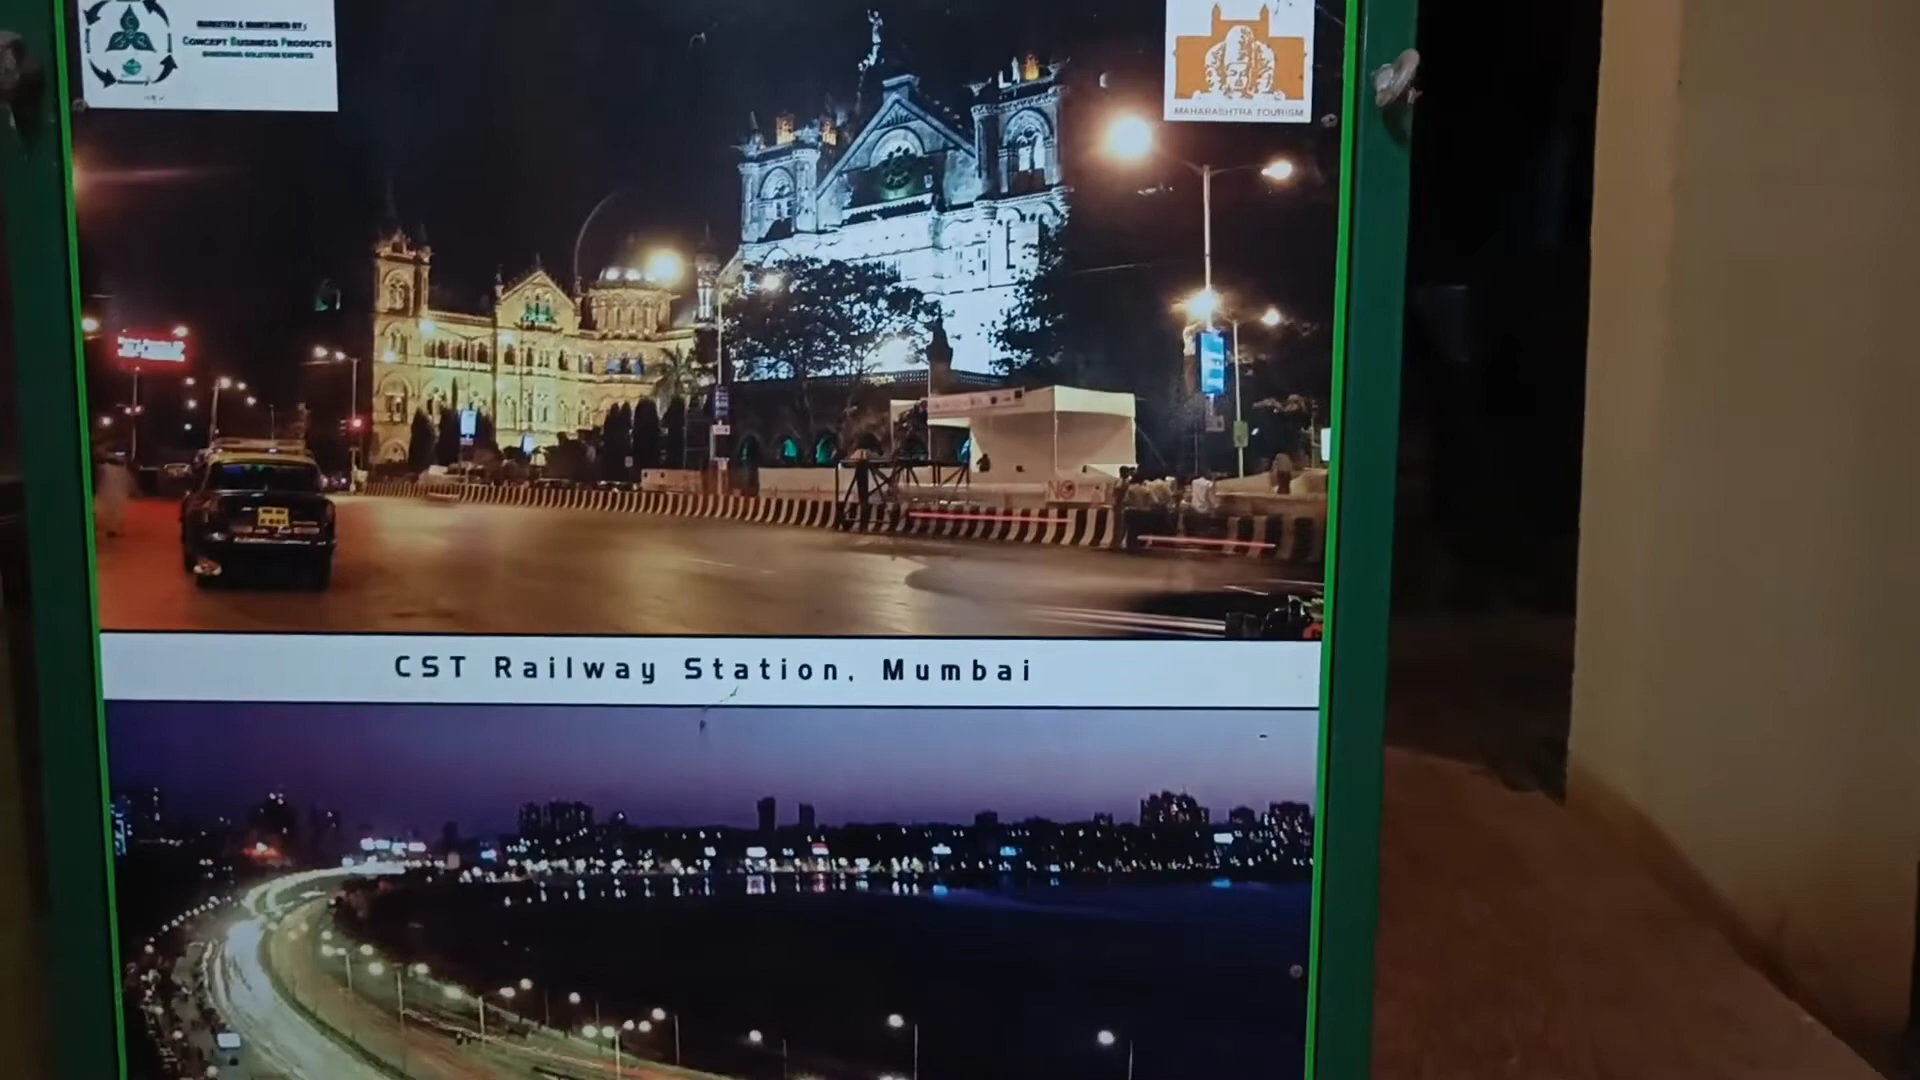 MARKETED & MAINTAINED BY :
CONCEPT BUSINESS PRODUCTS
MAHARASHTRA TOURISM
CST Railway Station, Mumbai